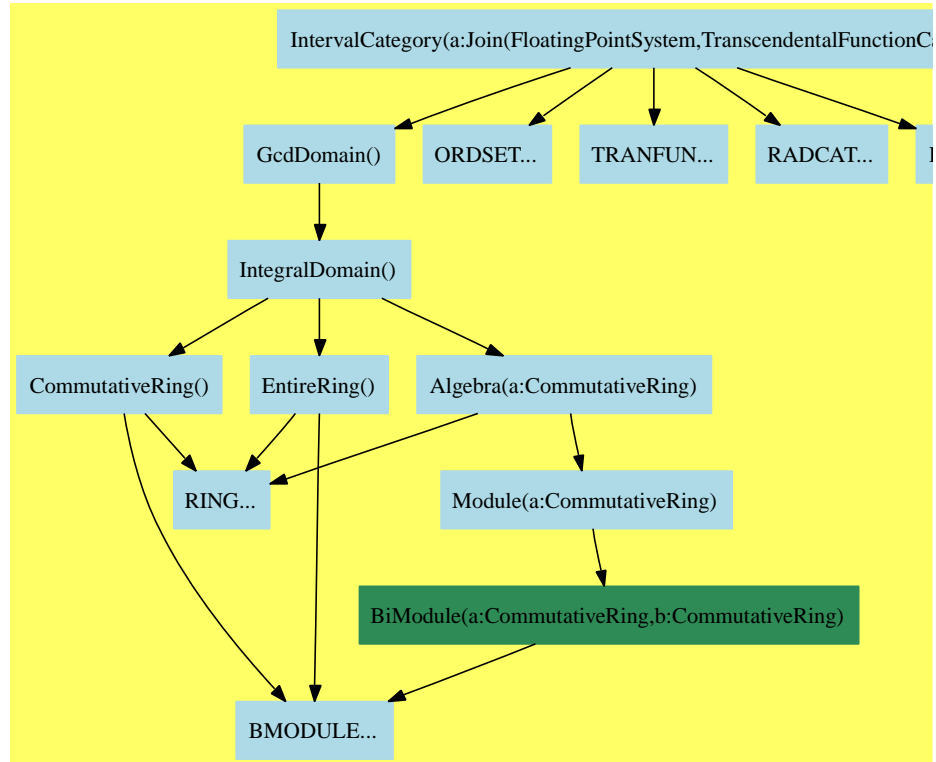 IntervalCategory(a:Join(FloatingPointSystem,TranscendentalFunctionCa
GcdDomain()
ORDSET...
TRANFUN...
RADCAT...
IntegralDomain()
CommutativeRing()
EntireRing()
Algebra(a:CommutativeRing)
RING...
Module(a:CommutativeRing)
BiModule(a:CommutativeRing,b:CommutativeRing)
BMODULE...